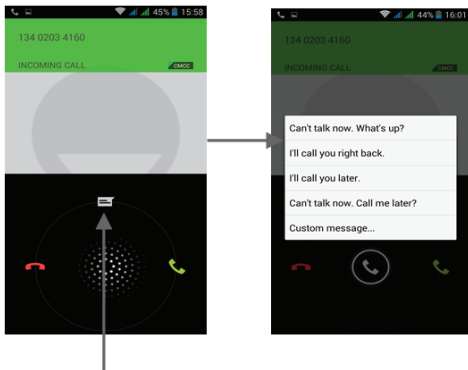 45% 15:58
134 0203 4160
INCOMING CALL
CMCC
44% 16:01
134 0203 4160
INCOMING CALL
CMCC
Can't talk now. What's up?
I'll call you right back.
I'll call you later.
Can't talk now. Call me later?
Custom message...